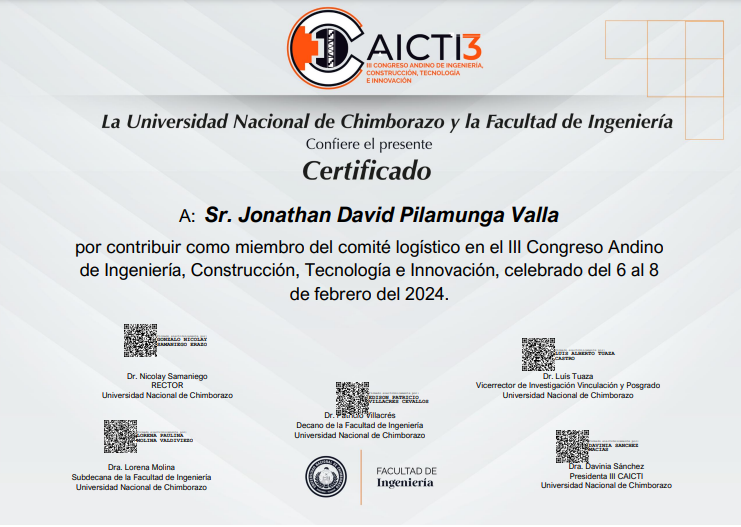 CAICTI3
III CONGRESO ANDINO DE INGENIERÍA,
CONSTRUCCIÓN, TECNOLOGÍA
E INNOVACIÓN
La Universidad Nacional de Chimborazo y la Facultad de Ingeniería
Confiere el presente
Certificado
A: Sr. Jonathan David Pilamunga Valla
por contribuir como miembro del comité logístico en el III Congreso Andino
de Ingeniería, Construcción, Tecnología e Innovación, celebrado del 6 al 8
de febrero del 2024.
GONZALO NICOLAY
SAMANIEGO ERAZO
Dr. Nicolay Samaniego
RECTOR
Universidad Nacional de Chimborazo
LUIS ALBERTO TUAZA
CASTRO
Dr. Luis Tuaza
Vicerrector de Investigación Vinculación y Posgrado
Universidad Nacional de Chimborazo
EDISON PATRICIO
VILLACRES CEVALLOS
Dr. Patricio Villacrés
Decano de la Facultad de Ingeniería
Universidad Nacional de Chimborazo
LORENA PAULINA
MOLINA VALDIVIEZO
Dra. Lorena Molina
Subdecana de la Facultad de Ingeniería
Universidad Nacional de Chimborazo
DAVINIA SANCHEZ
MACIAS
Dra. Davinia Sánchez
Presidenta III CAICTI
Universidad Nacional de Chimborazo
FACULTAD DE
Ingeniería